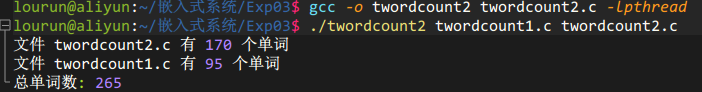 lourun@aliyun:~/嵌入式系统/Exp03$ gcc -o twordcount2 twordcount2.c -lpthread
lourun@aliyun:~/嵌入式系统/Exp03$ ./twordcount2 twordcount1.c twordcount2.c
文件 twordcount2.c 有 170 个单词
文件 twordcount1.c 有 95 个单词
总单词数: 265